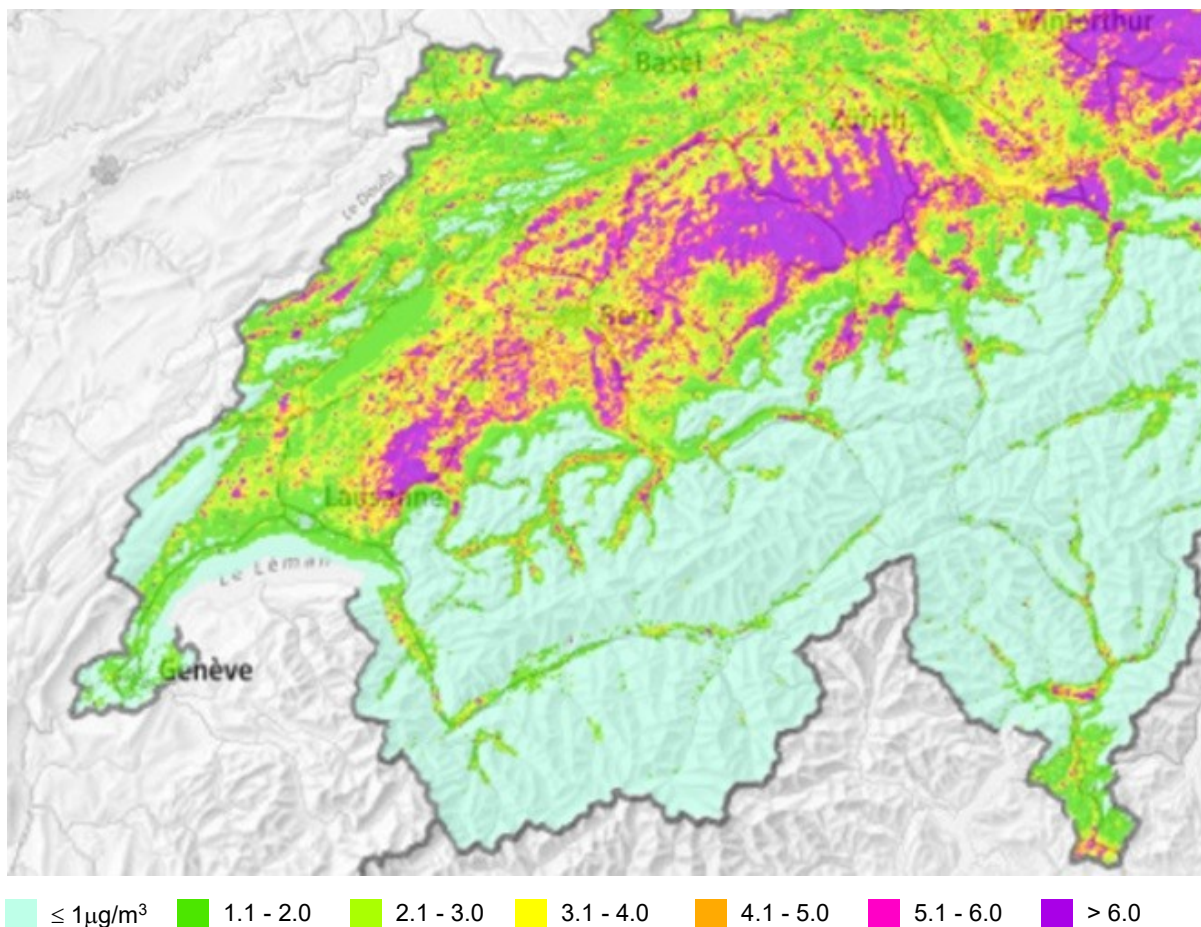 Winterthur
Basel
Zürich
Le Doubs
bs
Bern
Lausanne
Le Léman
Genève
≤ 1µg/m³
1.1 - 2.0
2.1 - 3.0
3.1 - 4.0
4.1 - 5.0
5.1 - 6.0
> 6.0